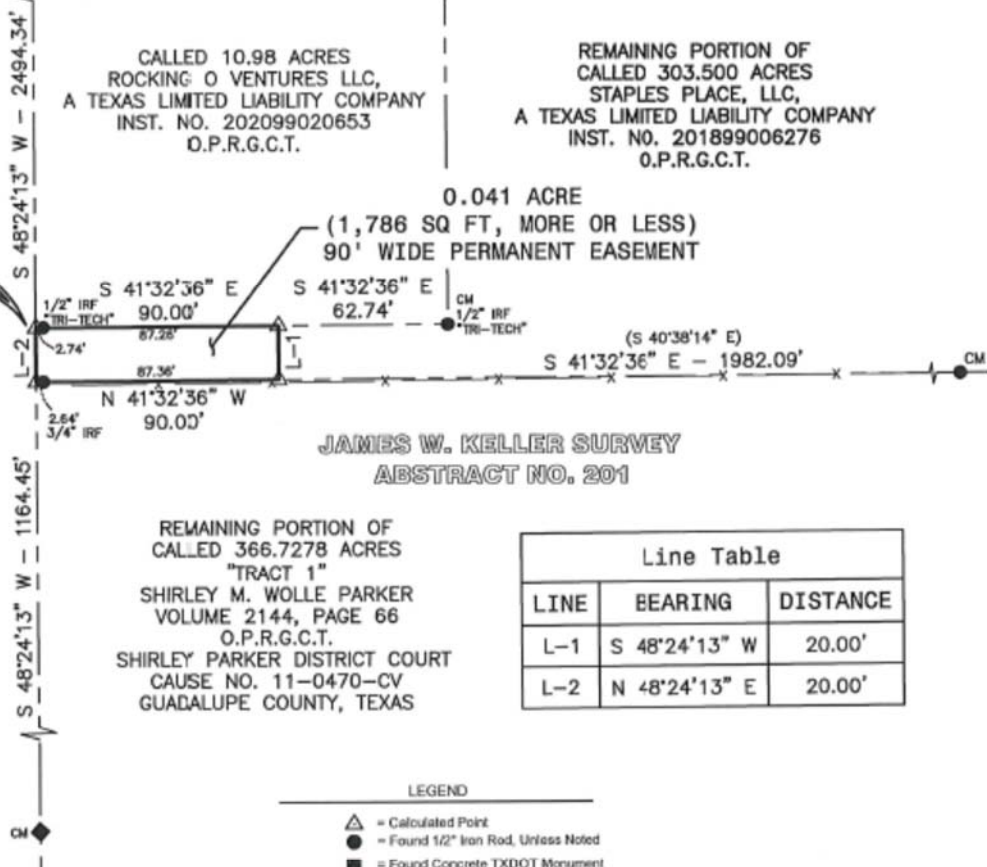 S 48°24'13" W - 2494.34'
CALLED 10.98 ACRES
ROCKING O VENTURES LLC,
A TEXAS LIMITED LIABILITY COMPANY
INST. NO. 202099020653
O.P.R.G.C.T.
REMAINING PORTION OF
CALLED 303.500 ACRES
STAPLES PLACE, LLC,
A TEXAS LIMITED LIABILITY COMPANY
INST. NO. 201899006276
O.P.R.G.C.T.
0.041 ACRE
(1,786 SQ FT, MORE OR LESS)
90' WIDE PERMANENT EASEMENT
S 41°32'36" E
90.00'
S 41°32'36" E
62.74'
1/2" IRF
"TRI-TECH"
CM
1/2" IRF
"TRI-TECH"
87.26'
2.74'
L-2
L-1
87.36'
(S 40°38'14" E)
S 41°32'36" E - 1982.09'
CM
N 41°32'36" W
90.00'
2.64'
3/4" IRF
JAMES W. KELLER SURVEY
ABSTRACT NO. 201
S 48°24'13" W - 1164.45'
REMAINING PORTION OF
CALLED 366.7278 ACRES
"TRACT 1"
SHIRLEY M. WOLLE PARKER
VOLUME 2144, PAGE 66
O.P.R.G.C.T.
SHIRLEY PARKER DISTRICT COURT
CAUSE NO. 11-0470-CV
GUADALUPE COUNTY, TEXAS
Line Table
LINE BEARING DISTANCE
L-1 S 48°24'13" W 20.00'
L-2 N 48°24'13" E 20.00'
CM
LEGEND
= Calculated Point
= Found 1/2" Iron Rod, Unless Noted
= Found Concrete TXDOT Monument